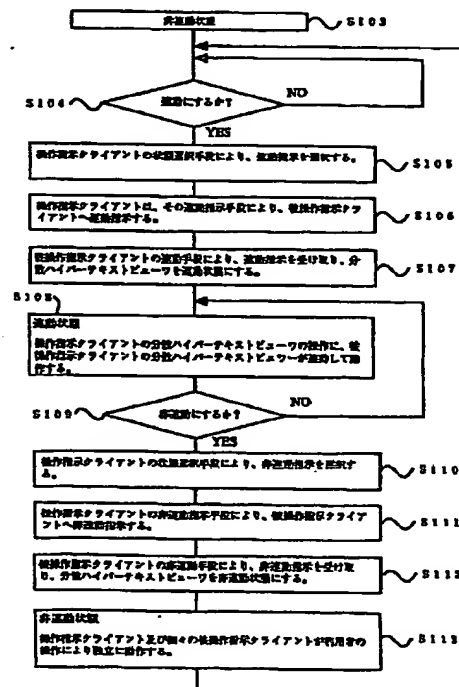 非連動状態
S103
連動にするか?
NO
S104
YES
操作指示クライアントの状態選択手段により、連動指示を選択する。
S105
操作指示クライアントは、その連動指示手段により、被操作指示クラ
イアントへ連動指示する。
S106
被操作指示クライアントの連動手段により、連動指示を受け取り、分
散ハイパーテキストビューワを連動状態にする。
S107
S108
連動状態
操作指示クライアントの分散ハイパーテキストビューワの操作に、被
操作指示クライアントの分散ハイパーテキストビューワーが連動して動
作する。
非連動にするか?
NO
S109
YES
操作指示クライアントの状態選択手段により、非連動指示を選択す
る。
S110
操作指示クライアントの非連動指示手段により、被操作指示クライア
ントへ非連動指示する。
S111
被操作指示クライアントの非連動手段により、非連動指示を受け取
り、分散ハイパーテキストビューワを非連動状態にする。
S112
非連動状態
操作指示クライアント及び個々の被操作指示クライアントが利用者の
操作により独立に動作する。
S113